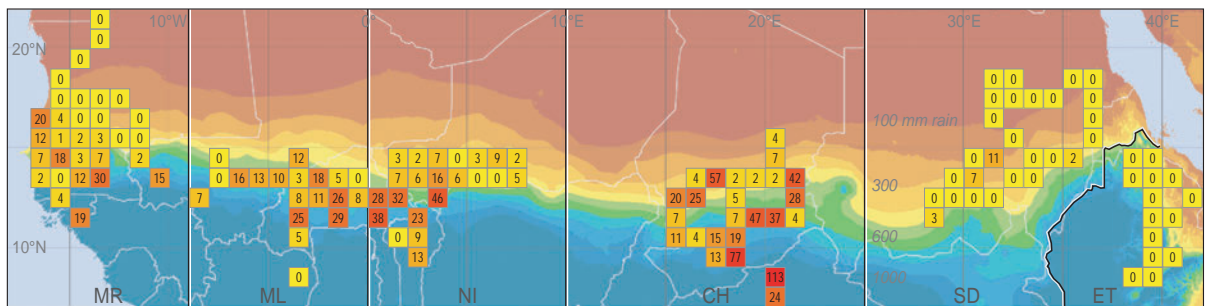 0
10°W 0° 10°E 20°E 30°E 40°E
0
20°N
0
0 0 0 0 0
0 0 0 0 0 0 0 0 0
20 4 0 0 0 100 mm rain 0 0
12 1 2 3 0 0 4 0 0
7 18 3 7 2 0 12 3 2 7 0 3 9 2 7 0 11 0 0 2 0 0
2 0 12 30 15 0 16 13 10 3 18 5 0 7 6 16 6 0 0 5 4 57 2 2 2 42 300 0 7 0 0 0 0
4 7 8 11 26 8 28 32 46 20 25 5 28 0 0 0 0 0 0 0
19 25 29 38 23 7 7 47 37 4 3 0 0
5 0 9 11 4 15 19 600 0 0
10°N
13 13 77 0
0 113 1000 0 0
MR ML NI CH 24 SD ET